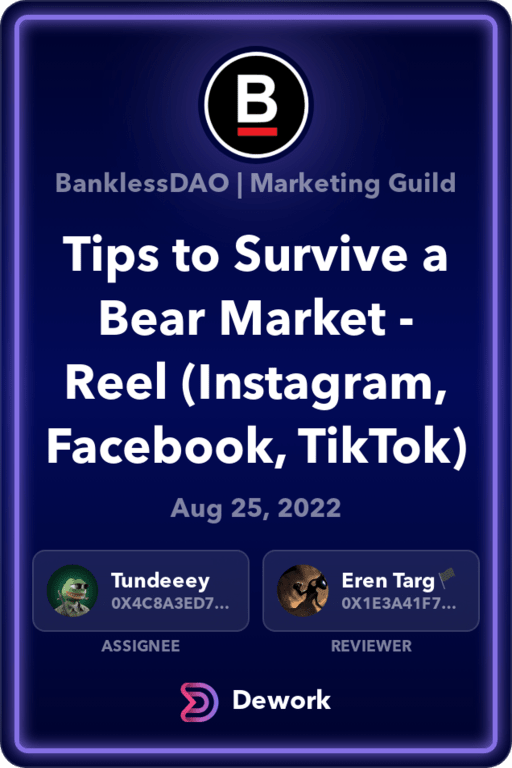 B
BanklessDAO | Marketing Guild
Tips to Survive a
Bear Market -
Reel (Instagram,
Facebook, TikTok)
Aug 25, 2022
Tundeeey
0X4C8A3ED7...
ASSIGNEE
Eren Targ🏴
0X1E3A41F7...
REVIEWER
Dework